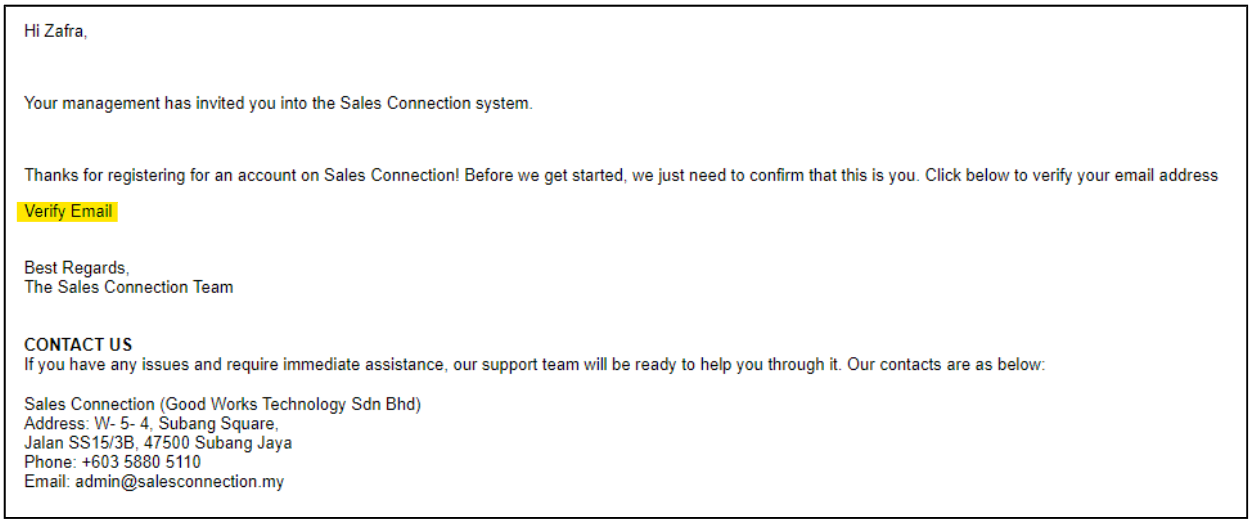 Hi Zafra,
Your management has invited you into the Sales Connection system.
Thanks for registering for an account on Sales Connection! Before we get started, we just need to confirm that this is you. Click below to verify your email address
Verify Email
Best Regards,
The Sales Connection Team
CONTACT US
If you have any issues and require immediate assistance, our support team will be ready to help you through it. Our contacts are as below:
Sales Connection (Good Works Technology Sdn Bhd)
Address: W- 5- 4, Subang Square,
Jalan SS15/3B, 47500 Subang Jaya
Phone: +603 5880 5110
Email: admin@salesconnection.my